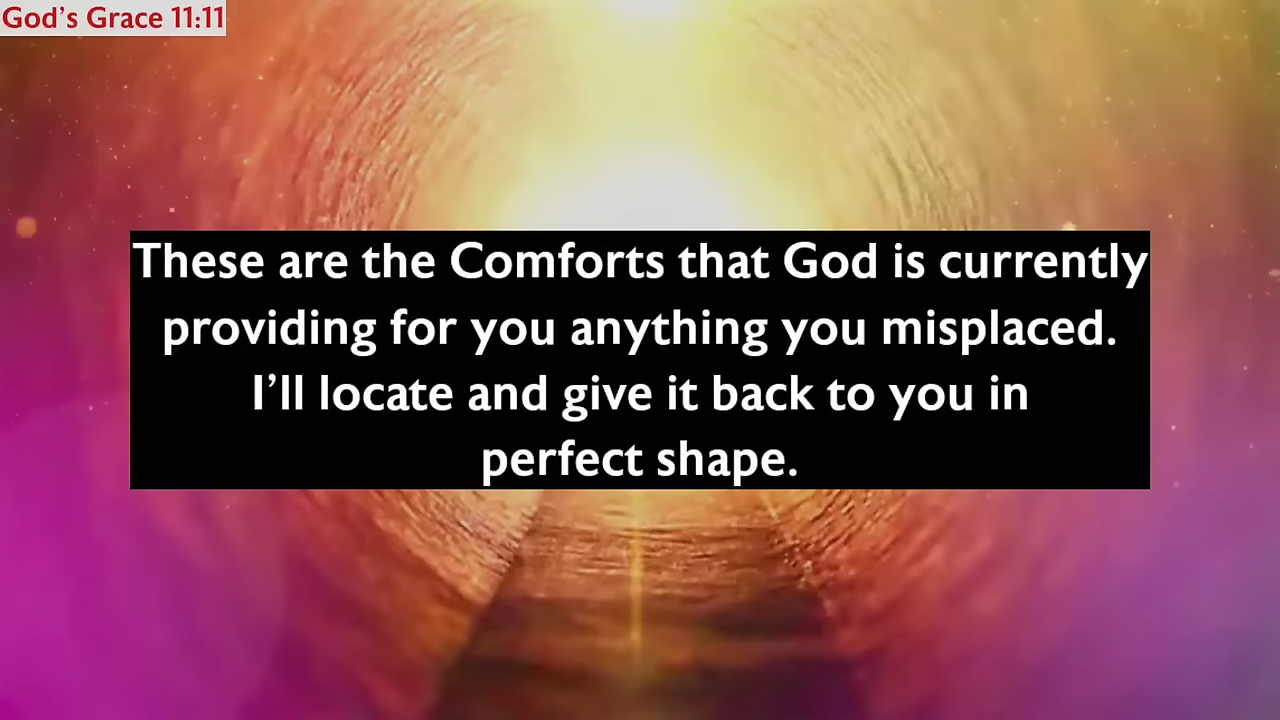 God’s Grace 11:11
These are the Comforts that God is currently
providing for you anything you misplaced.
I’ll locate and give it back to you in
perfect shape.